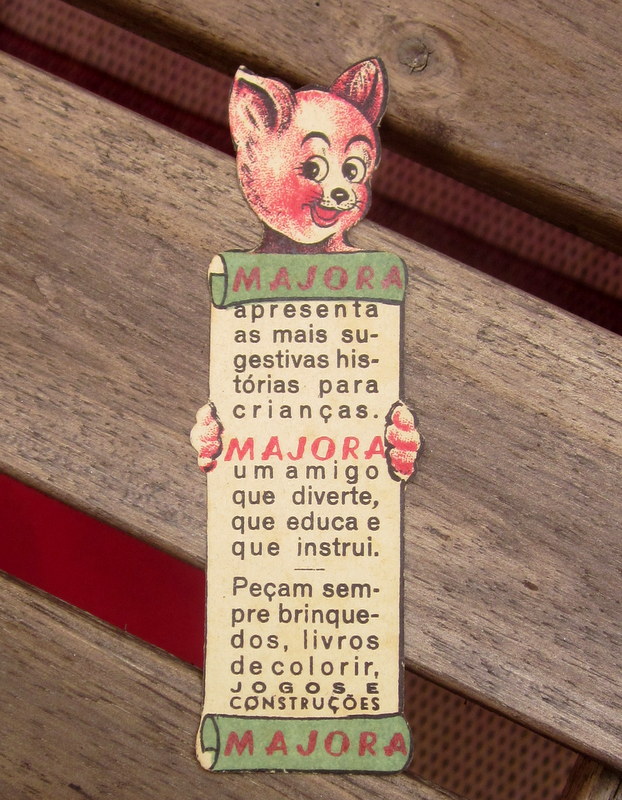 MAJORA
apresenta
as mais su-
gestivas his-
tórias para
crianças.
MAJORA
um amigo
que diverte,
que educa e
que instrui.
Peçam sem-
pre brinque-
dos, livros
de colorir,
JOGOS E
CONSTRUÇÕES
MAJORA